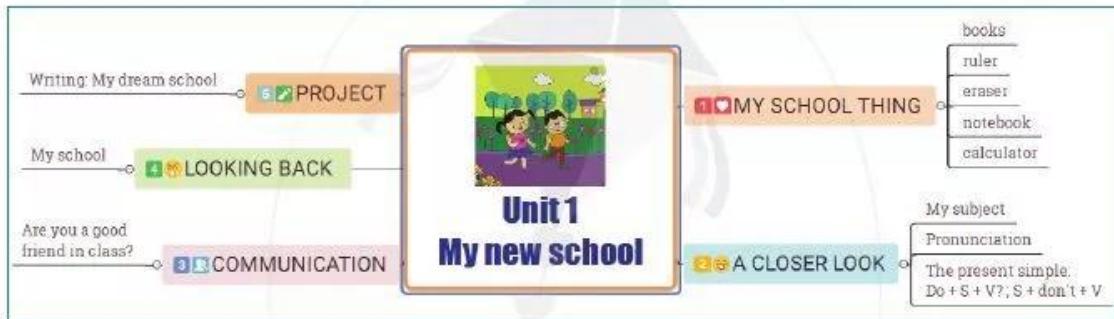 Unit 1
My new school
1 MY SCHOOL THING
books
ruler
eraser
notebook
calculator
2 A CLOSER LOOK
My subject
Pronunciation
The present simple:
Do + S + V?; S + don't + V
3 COMMUNICATION
Are you a good
friend in class?
4 LOOKING BACK
My school
5 PROJECT
Writing: My dream school